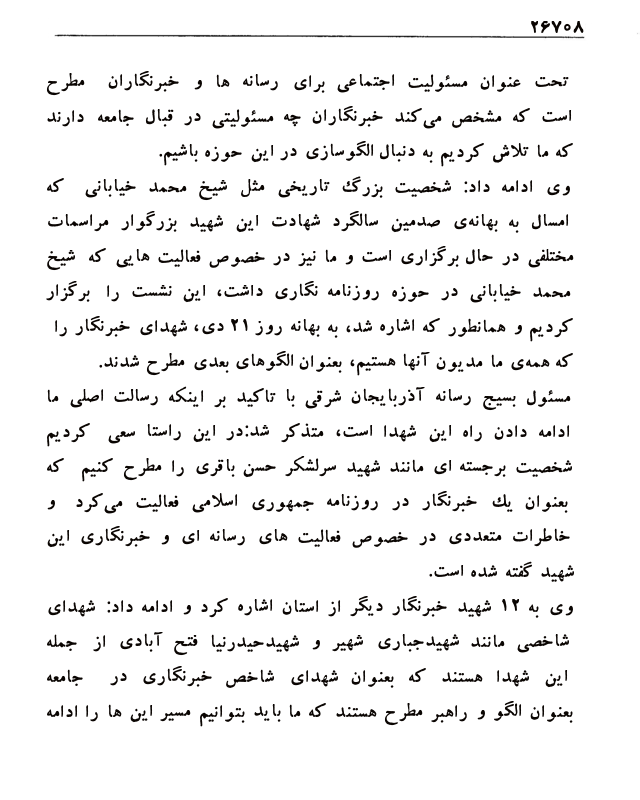 ۲۶۷۰۸
تحت عنوان مسئولیت اجتماعی برای رسانه ها و خبرنگاران مطرح
است که مشخص می‌کند خبرنگاران چه مسئولیتی در قبال جامعه دارند
که ما تلاش کردیم به دنبال الگوسازی در این حوزه باشیم.
وی ادامه داد: شخصیت بزرگ تاریخی مثل شیخ محمد خیابانی که
امسال به بهانه‌ی صدمین سالگرد شهادت این شهید بزرگوار مراسمات
مختلفی در حال برگزاری است و ما نیز در خصوص فعالیت هایی که شیخ
محمد خیابانی در حوزه روزنامه نگاری داشت، این نشست را برگزار
کردیم و همانطور که اشاره شد، به بهانه روز ۲۱ دی، شهدای خبرنگار را
که همه‌ی ما مدیون آنها هستیم، بعنوان الگوهای بعدی مطرح شدند.
مسئول بسیج رسانه آذربایجان شرقی با تاکید بر اینکه رسالت اصلی ما
ادامه دادن راه این شهدا است، متذکر شد:در این راستا سعی کردیم
شخصیت برجسته ای مانند شهید سرلشکر حسن باقری را مطرح کنیم که
بعنوان یك خبرنگار در روزنامه جمهوری اسلامی فعالیت می‌کرد و
خاطرات متعددی در خصوص فعالیت های رسانه ای و خبرنگاری این
شهید گفته شده است.
وی به ۱۲ شهید خبرنگار دیگر از استان اشاره کرد و ادامه داد: شهدای
شاخصی مانند شهیدجباری شهیر و شهیدحیدرنیا فتح آبادی از جمله
این شهدا هستند که بعنوان شهدای شاخص خبرنگاری در جامعه
بعنوان الگو و راهبر مطرح هستند که ما باید بتوانیم مسیر این ها را ادامه